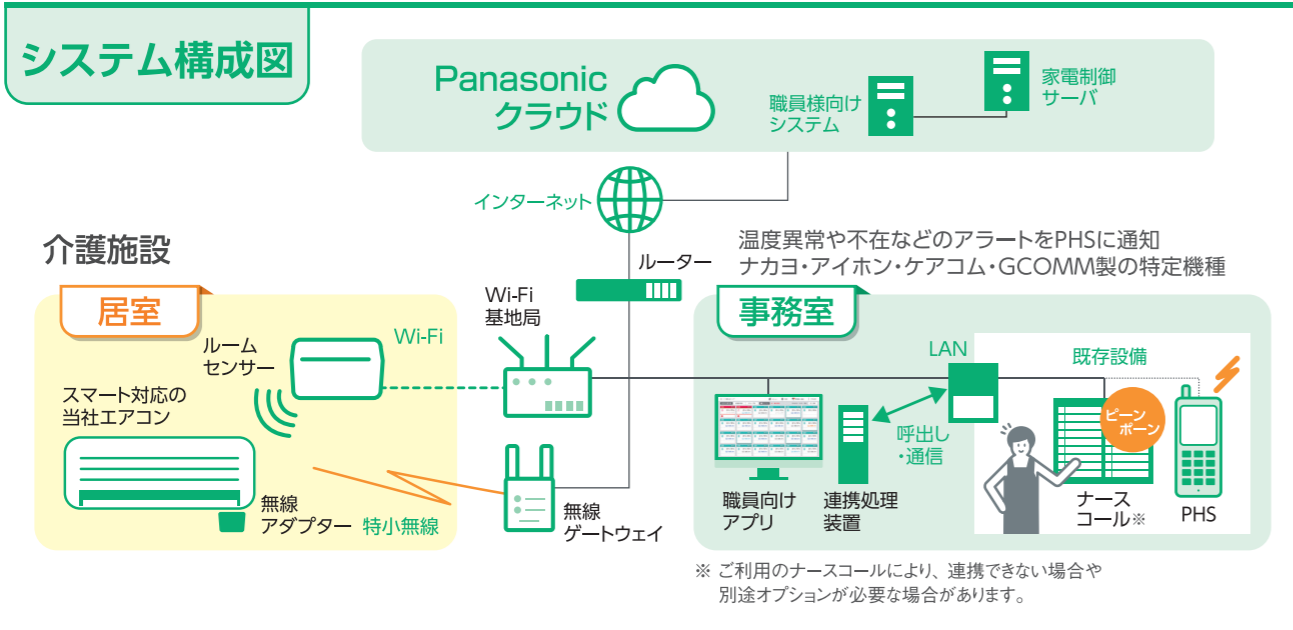 システム構成図
Panasonic
クラウド
職員様向け
システム
家電制御
サーバ
インターネット
介護施設
ルーター
温度異常や不在などのアラートをPHSに通知
ナカヨ・アイホン・ケアコム・GCOMM製の特定機種
居室
Wi-Fi
基地局
事務室
ルーム
センサー
Wi-Fi
LAN
既存設備
スマート対応の
当社エアコン
ピーン
ポーン
呼出し
・通信
無線
アダプター
特小無線
無線
ゲートウェイ
職員向け
アプリ
連携処理
装置
ナース
コール※
PHS
※ ご利用のナースコールにより、連携できない場合や
別途オプションが必要な場合があります。